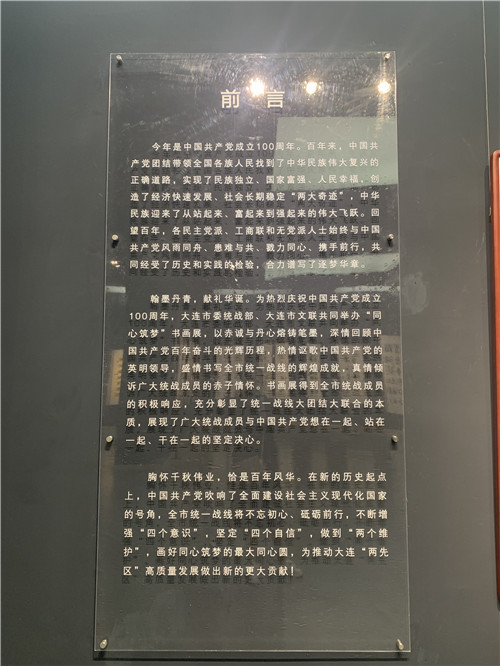 前言
今年是中国共产党成立100周年。百年来，中国共
产党团结带领全国各族人民找到了中华民族伟大复兴的
正确道路，实现了民族独立、国家富强、人民幸福，创
造了经济快速发展、社会长期稳定“两大奇迹”，中华
民族迎来了从站起来、富起来到强起来的伟大飞跃。回
望百年，各民主党派、工商联和无党派人士始终与中国
共产党风雨同舟、患难与共、戮力同心、携手前行，共
同经受了历史和实践的检验，合力谱写了逐梦华章。
翰墨丹青，献礼华诞。为热烈庆祝中国共产党成立
100周年，大连市委统战部、大连市文联共同举办“同
心筑梦”书画展，以赤诚与丹心熔铸笔墨，深情回顾中
国共产党百年奋斗的光辉历程，热情讴歌中国共产党的
英明领导，盛情书写全市统一战线的辉煌成就，真情倾
诉广大统战成员的赤子情怀。书画展得到全市统战成员
的积极响应，充分彰显了统一战线大团结大联合的本
质，展现了广大统战成员与中国共产党想在一起、站在
一起、干在一起的坚定决心。
胸怀千秋伟业，恰是百年风华。在新的历史起点
上，中国共产党吹响了全面建设社会主义现代化国家
的号角，全市统一战线将不忘初心、砥砺前行，不断增
强“四个意识”，坚定“四个自信”，做到“两个维
护”，画好同心筑梦的最大同心圆，为推动大连“两先
区”高质量发展做出新的更大贡献！